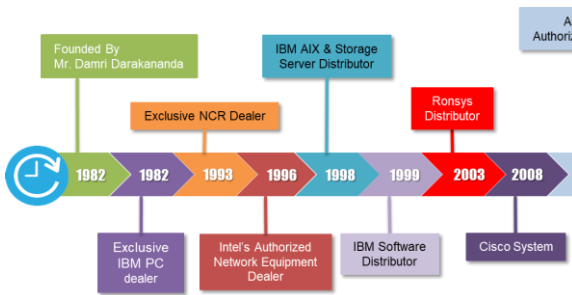 Founded By
Mr. Damri Darakananda
IBM AIX & Storage
Server Distributor
A
Exclusive NCR Dealer
Ronsys
Distributor
1982
1982
1993
1996
1998
1999
2003
2008
Exclusive
IBM PC
dealer
Intel's Authorized
Network Equipment
Dealer
IBM Software
Distributor
Cisco System